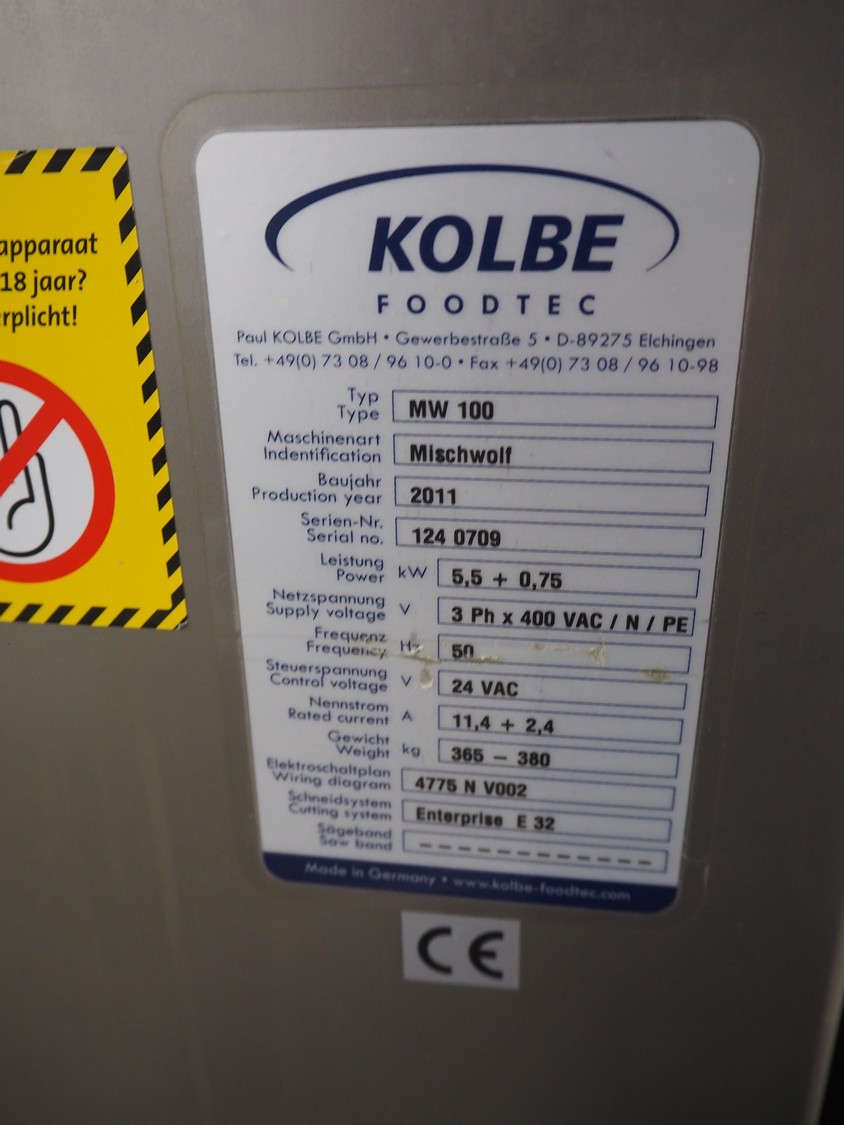 apparaat
18 jaar?
rplicht!
KOLBE
FOODTEC
Paul KOLBE GmbH • Gewerbestraße 5 • D-89275 Elchingen
Tel. +49(0) 73 08 / 96 10-0 • Fax +49(0) 73 08 / 96 10-98
Typ
Type MW 100
Maschinenart
Indentification Mischwolf
Baujahr
Production year 2011
Serien-Nr.
Serial no. 124 0709
Leistung
Power kW 5,5 + 0,75
Netzspannung
Supply voltage V 3 Ph x 400 VAC / N / PE
Frequenz
Frequency Hz 50
Steuerspannung
Control voltage V 24 VAC
Nennstrom
Rated current A 11,4 + 2,4
Gewicht
Weight kg 365 – 380
Elektroschaltplan
Wiring diagram 4775 N V002
Schneidsystem
Cutting system Enterprise E 32
Sägeband
Saw band – – – – – – – – – – – –
Made in Germany • www.kolbe-foodtec.com
CE